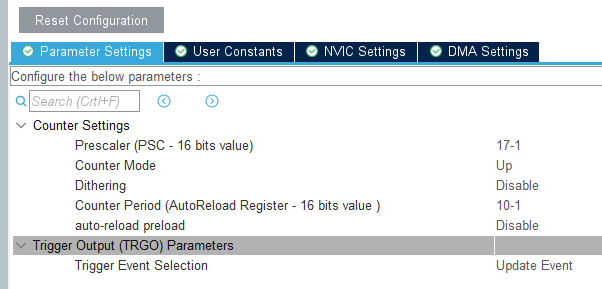 Reset Configuration
Parameter Settings User Constants NVIC Settings DMA Settings
Configure the below parameters :
Search (Crtl+F)
Counter Settings
Prescaler (PSC - 16 bits value) 17-1
Counter Mode Up
Dithering Disable
Counter Period (AutoReload Register - 16 bits value ) 10-1
auto-reload preload Disable
Trigger Output (TRGO) Parameters
Trigger Event Selection Update Event